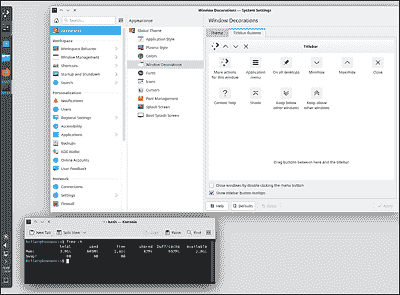 Window Decorations — System Settings
Search...
Appearance
Window Decorations
Appearance
Global Theme
Theme
Titlebar Buttons
Workspace
Application Style
Titlebar
Workspace Behavior
Plasma Style
Window Management
Colors
Shortcuts
Window Decorations
More actions for this window
Application menu
On all desktops
Minimize
Maximize
Close
Startup and Shutdown
Fonts
Search
Icons
Personalization
Cursors
Notifications
Font Management
Context help
Shade
Keep below other windows
Keep above other windows
Users
Splash Screen
Regional Settings
Boot Splash Screen
Accessibility
Applications
Backups
KDE Wallet
Online Accounts
Drag buttons between here and the titlebar
User Feedback
Network
Connections
Close windows by double clicking the menu button
Settings
Show titlebar button tooltips
Firewall
Help
Defaults
Reset
Apply
bash — Konsole
New Tab
Split View
Copy
Paste
Find
free -h
total used free shared buff/cache available
Mem:
Swap: